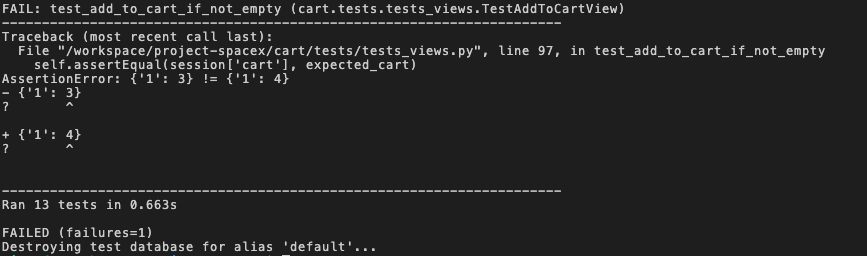 FAIL: test_add_to_cart_if_not_empty (cart.tests.tests_views.TestAddToCartView)
----------------------------------------------------------------------
Traceback (most recent call last):
  File "/workspace/project-spacex/cart/tests/tests_views.py", line 97, in test_add_to_cart_if_not_empty
    self.assertEqual(session['cart'], expected_cart)
AssertionError: {'1': 3} != {'1': 4}
- {'1': 3}
?       ^
+ {'1': 4}
?       ^
----------------------------------------------------------------------
Ran 13 tests in 0.663s
FAILED (failures=1)
Destroying test database for alias 'default'...